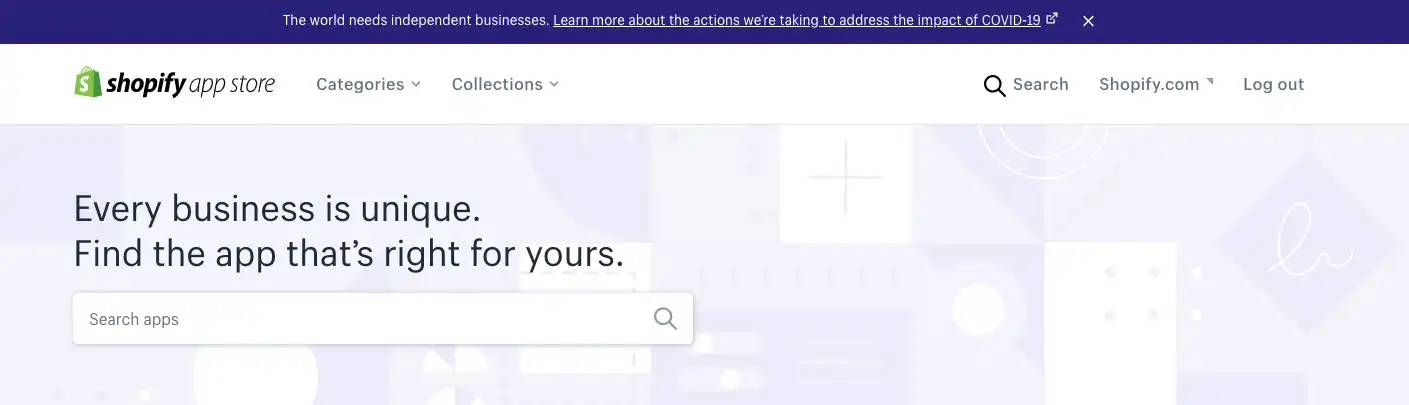 The world needs independent businesses. Learn more about the actions we're taking to address the impact of COVID-19
shopify app store Categories Collections Search Shopify.com Log out
Every business is unique.
Find the app that's right for yours.
Search apps